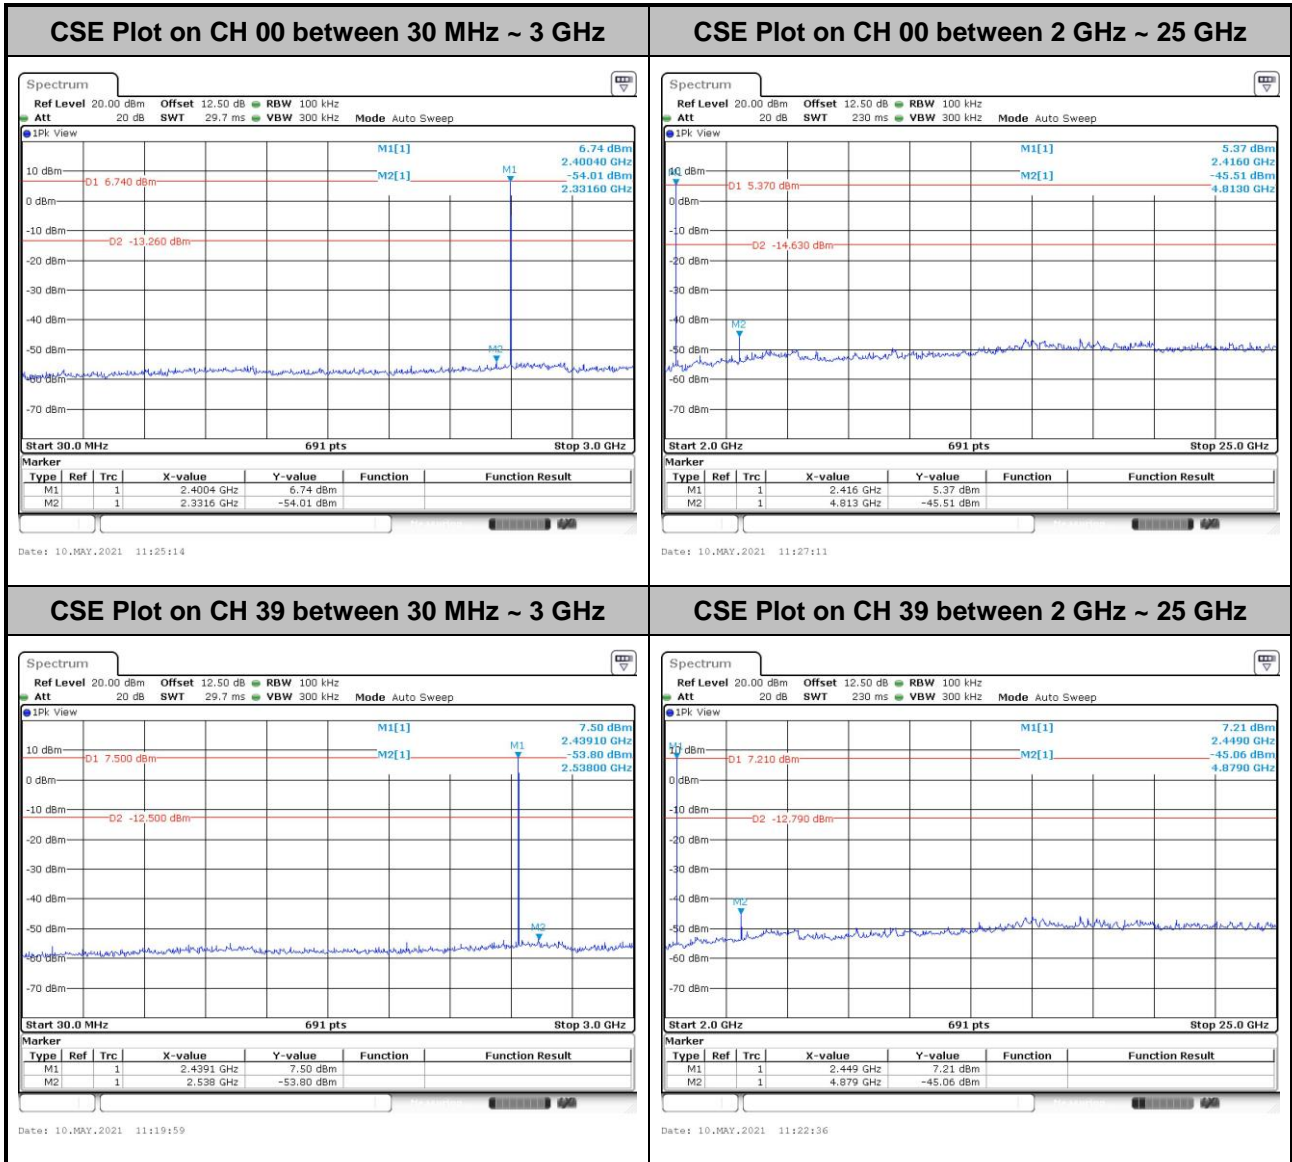 CSE Plot on CH 00 between 30 MHz ~ 3 GHz
Spectrum
Ref Level 20.00 dBm Offset 12.50 dB RBW 100 kHz
Att 20 dB SWT 29.7 ms VBW 300 kHz Mode Auto Sweep
1Pk View
M1[1] 6.74 dBm
2.40040 GHz
M2[1] -54.01 dBm
2.33160 GHz
10 dBm
D1 6.740 dBm
M1
0 dBm
-10 dBm
D2 -13.260 dBm
-20 dBm
-30 dBm
-40 dBm
-50 dBm
M2
-60 dBm
-70 dBm
Start 30.0 MHz 691 pts Stop 3.0 GHz
Marker
Type Ref Trc X-value Y-value Function Function Result
M1 1 2.4004 GHz 6.74 dBm
M2 1 2.3316 GHz -54.01 dBm
Date: 10.MAY.2021 11:25:14
CSE Plot on CH 00 between 2 GHz ~ 25 GHz
Spectrum
Ref Level 20.00 dBm Offset 12.50 dB RBW 100 kHz
Att 20 dB SWT 230 ms VBW 300 kHz Mode Auto Sweep
1Pk View
M1[1] 5.37 dBm
2.4160 GHz
M2[1] -45.51 dBm
4.8130 GHz
10 dBm
D1 5.370 dBm
0 dBm
-10 dBm
D2 -14.630 dBm
-20 dBm
-30 dBm
-40 dBm
M2
-50 dBm
-60 dBm
-70 dBm
Start 2.0 GHz 691 pts Stop 25.0 GHz
Marker
Type Ref Trc X-value Y-value Function Function Result
M1 1 2.416 GHz 5.37 dBm
M2 1 4.813 GHz -45.51 dBm
Date: 10.MAY.2021 11:27:11
CSE Plot on CH 39 between 30 MHz ~ 3 GHz
Spectrum
Ref Level 20.00 dBm Offset 12.50 dB RBW 100 kHz
Att 20 dB SWT 29.7 ms VBW 300 kHz Mode Auto Sweep
1Pk View
M1[1] 7.50 dBm
2.43910 GHz
M2[1] -53.80 dBm
2.53800 GHz
10 dBm
M1
D1 7.500 dBm
0 dBm
-10 dBm
D2 -12.500 dBm
-20 dBm
-30 dBm
-40 dBm
-50 dBm
M2
-60 dBm
-70 dBm
Start 30.0 MHz 691 pts Stop 3.0 GHz
Marker
Type Ref Trc X-value Y-value Function Function Result
M1 1 2.4391 GHz 7.50 dBm
M2 1 2.538 GHz -53.80 dBm
Date: 10.MAY.2021 11:19:59
CSE Plot on CH 39 between 2 GHz ~ 25 GHz
Spectrum
Ref Level 20.00 dBm Offset 12.50 dB RBW 100 kHz
Att 20 dB SWT 230 ms VBW 300 kHz Mode Auto Sweep
1Pk View
M1[1] 7.21 dBm
2.4490 GHz
M2[1] -45.06 dBm
4.8790 GHz
10 dBm
M1
D1 7.210 dBm
0 dBm
-10 dBm
D2 -12.790 dBm
-20 dBm
-30 dBm
-40 dBm
M2
-50 dBm
-60 dBm
-70 dBm
Start 2.0 GHz 691 pts Stop 25.0 GHz
Marker
Type Ref Trc X-value Y-value Function Function Result
M1 1 2.449 GHz 7.21 dBm
M2 1 4.879 GHz -45.06 dBm
Date: 10.MAY.2021 11:22:36